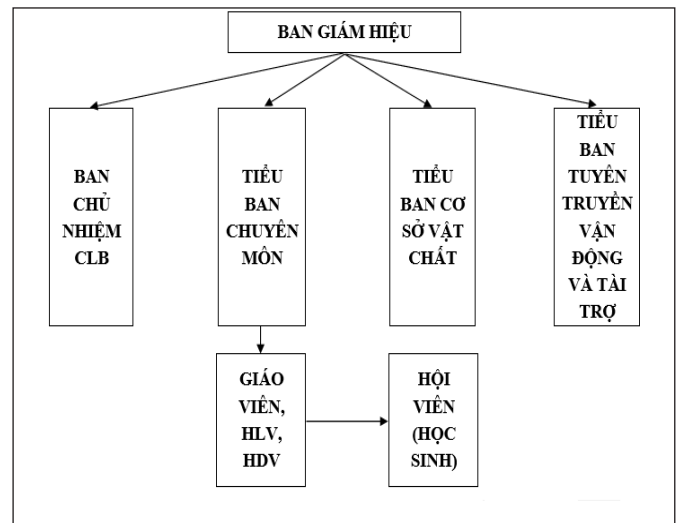 BAN GIÁM HIỆU
BAN
CHỦ
NHIỆM
CLB
TIỂU
BAN
CHUYÊN
MÔN
TIỂU
BAN CƠ
SỞ VẬT
CHẤT
TIỂU
BAN
TUYÊN
TRUYỀN
VẬN
ĐỘNG
VÀ TÀI
TRỢ
GIÁO
VIÊN,
HLV,
HDV
HỘI
VIÊN
(HỌC
SINH)